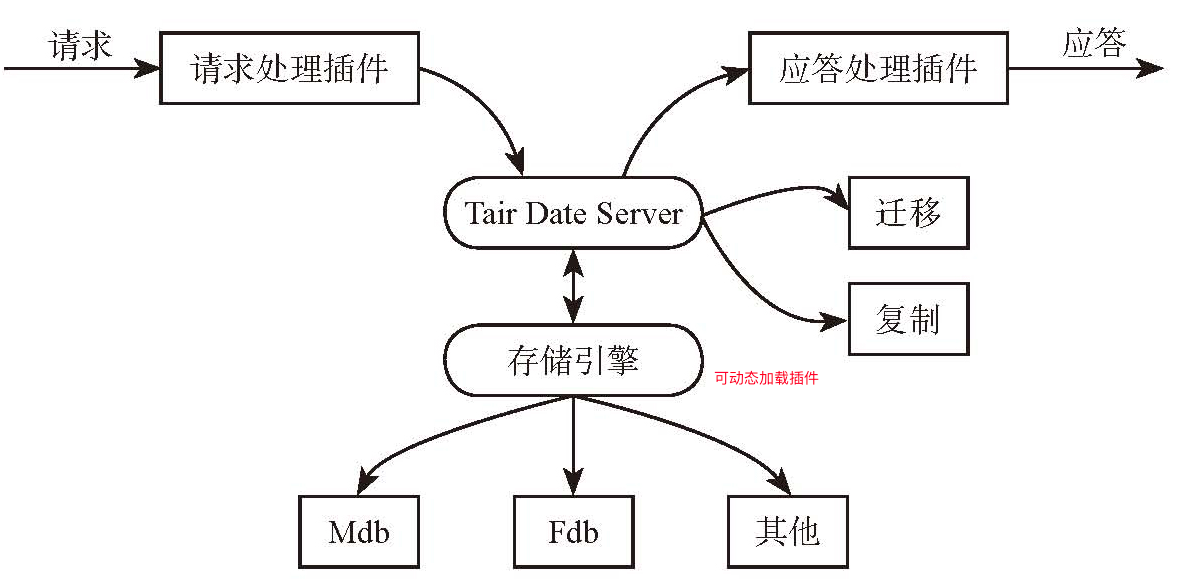 请求
请求处理插件
应答处理插件
应答
Tair Date Server
迁移
复制
存储引擎
可动态加载插件
Mdb
Fdb
其他